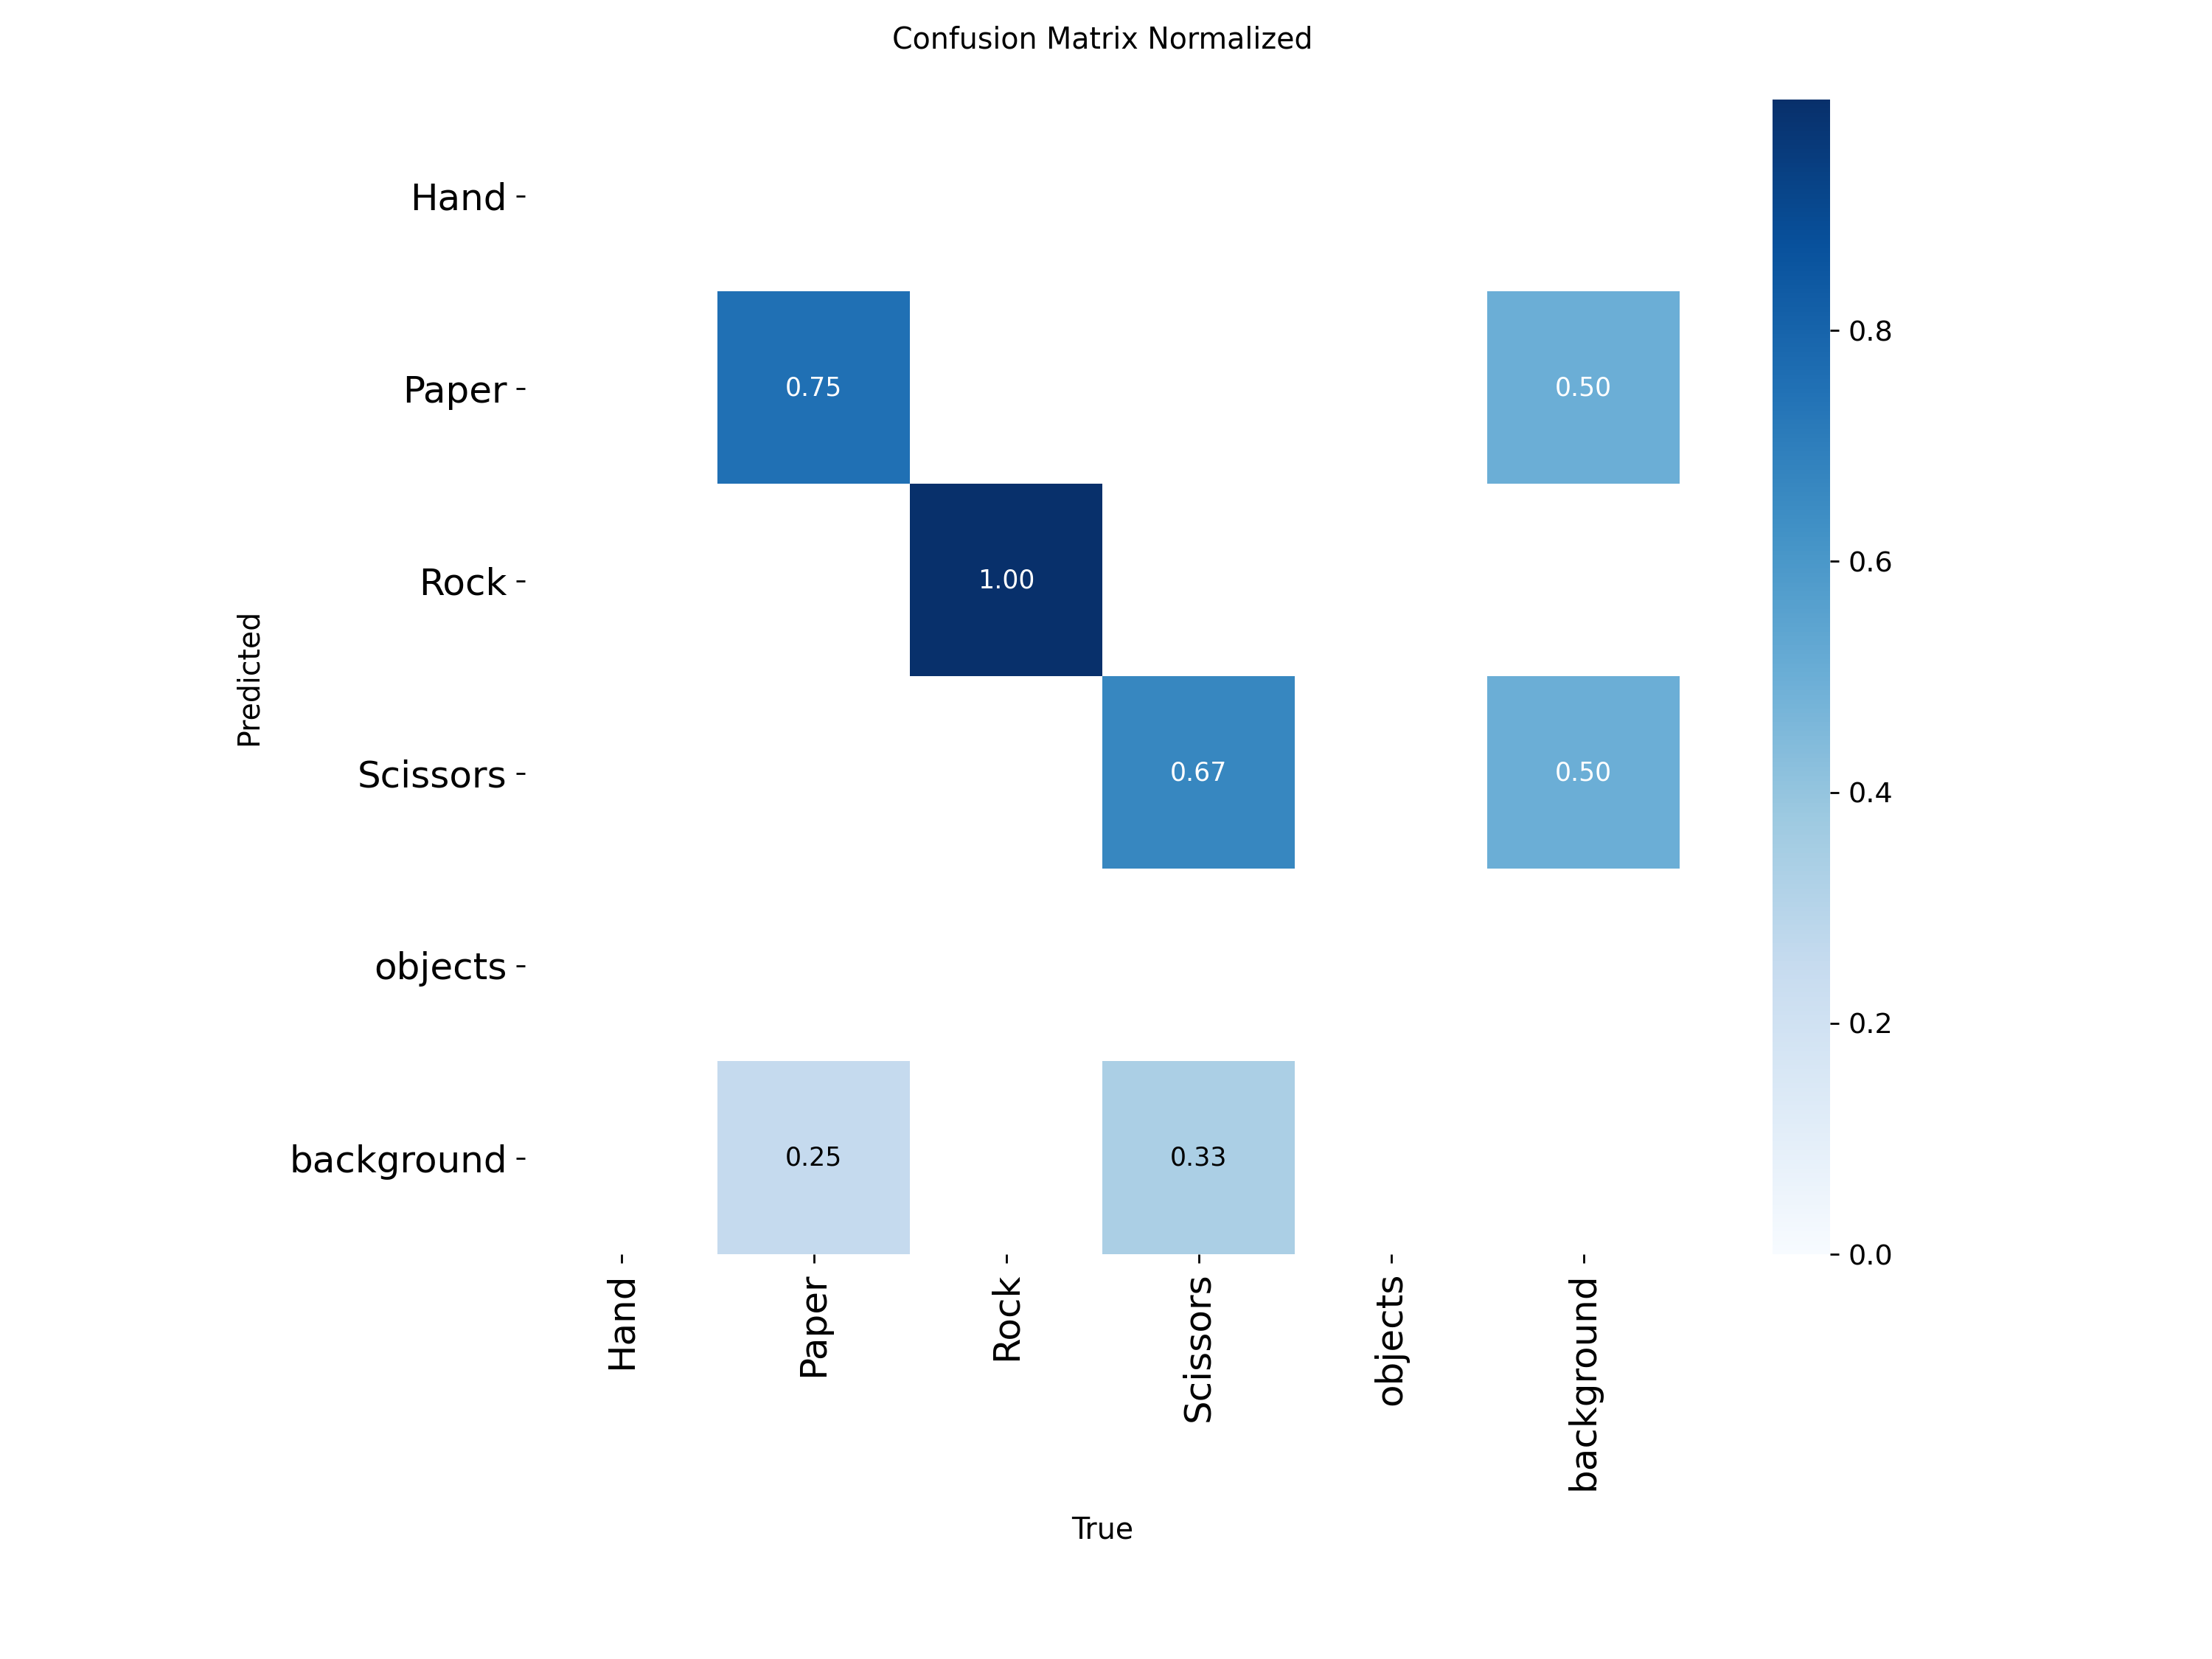 Confusion Matrix Normalized
Hand
Paper
0.75
0.50
0.8
Rock
1.00
0.6
Predicted
Scissors
0.67
0.50
0.4
objects
0.2
background
0.25
0.33
0.0
Hand
Paper
Rock
Scissors
objects
background
True